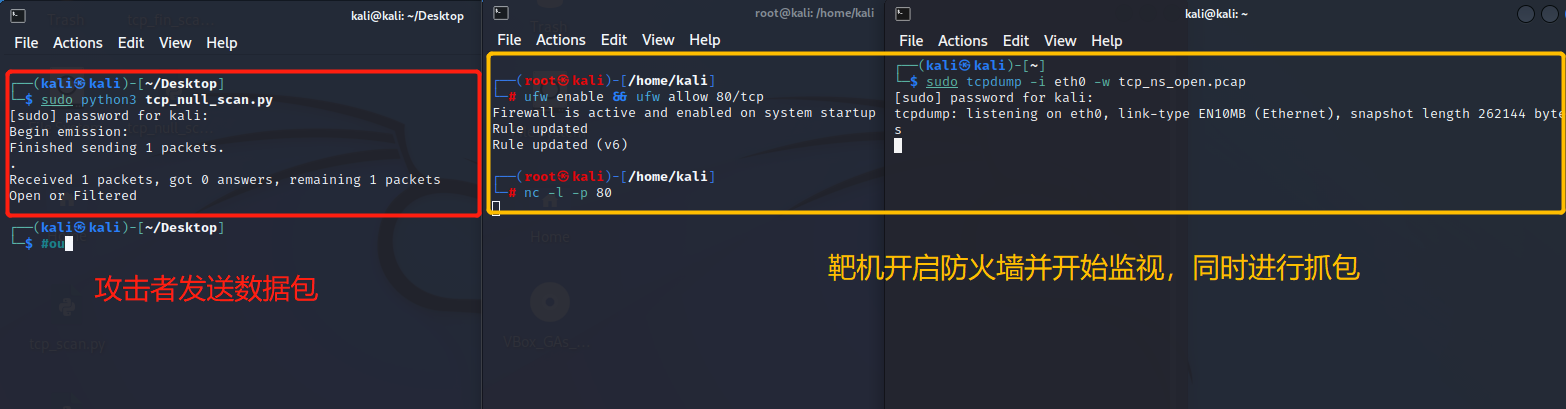 kali@kali: ~/Desktop
File Actions Edit View Help
┌──(kali㉿kali)-[~/Desktop]
└─$ sudo python3 tcp_null_scan.py
[sudo] password for kali:
Begin emission:
Finished sending 1 packets.
.
Received 1 packets, got 0 answers, remaining 1 packets
Open or Filtered
┌──(kali㉿kali)-[~/Desktop]
└─$ #ou
攻击者发送数据包
tcp_scan.py
root@kali: /home/kali
File Actions Edit View Help
┌──(root㉿kali)-[/home/kali]
└─# ufw enable && ufw allow 80/tcp
Firewall is active and enabled on system startup
Rule updated
Rule updated (v6)
┌──(root㉿kali)-[/home/kali]
└─# nc -l -p 80
Home
VBox_GAs_...
kali@kali: ~
File Actions Edit View Help
┌──(kali㉿kali)-[~]
└─$ sudo tcpdump -i eth0 -w tcp_ns_open.pcap
[sudo] password for kali:
tcpdump: listening on eth0, link-type EN10MB (Ethernet), snapshot length 262144 byte
s
靶机开启防火墙并开始监视，同时进行抓包